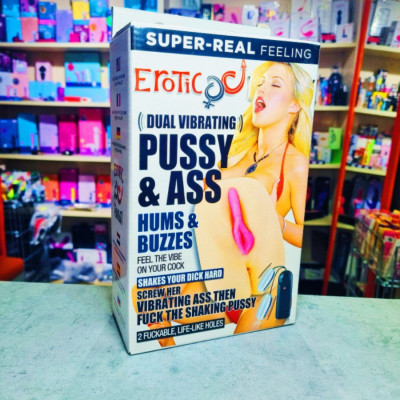 SUPER-REAL FEELING
EROTIC
( DUAL VIBRATING )
PUSSY
& ASS
HUMS &
BUZZES
FEEL THE VIBE
ON YOUR COCK
SHAKES YOUR DICK HARD
SCREW HER
VIBRATING ASS THEN
FUCK THE SHAKING PUSSY
2 FUCKABLE, LIFE-LIKE HOLES